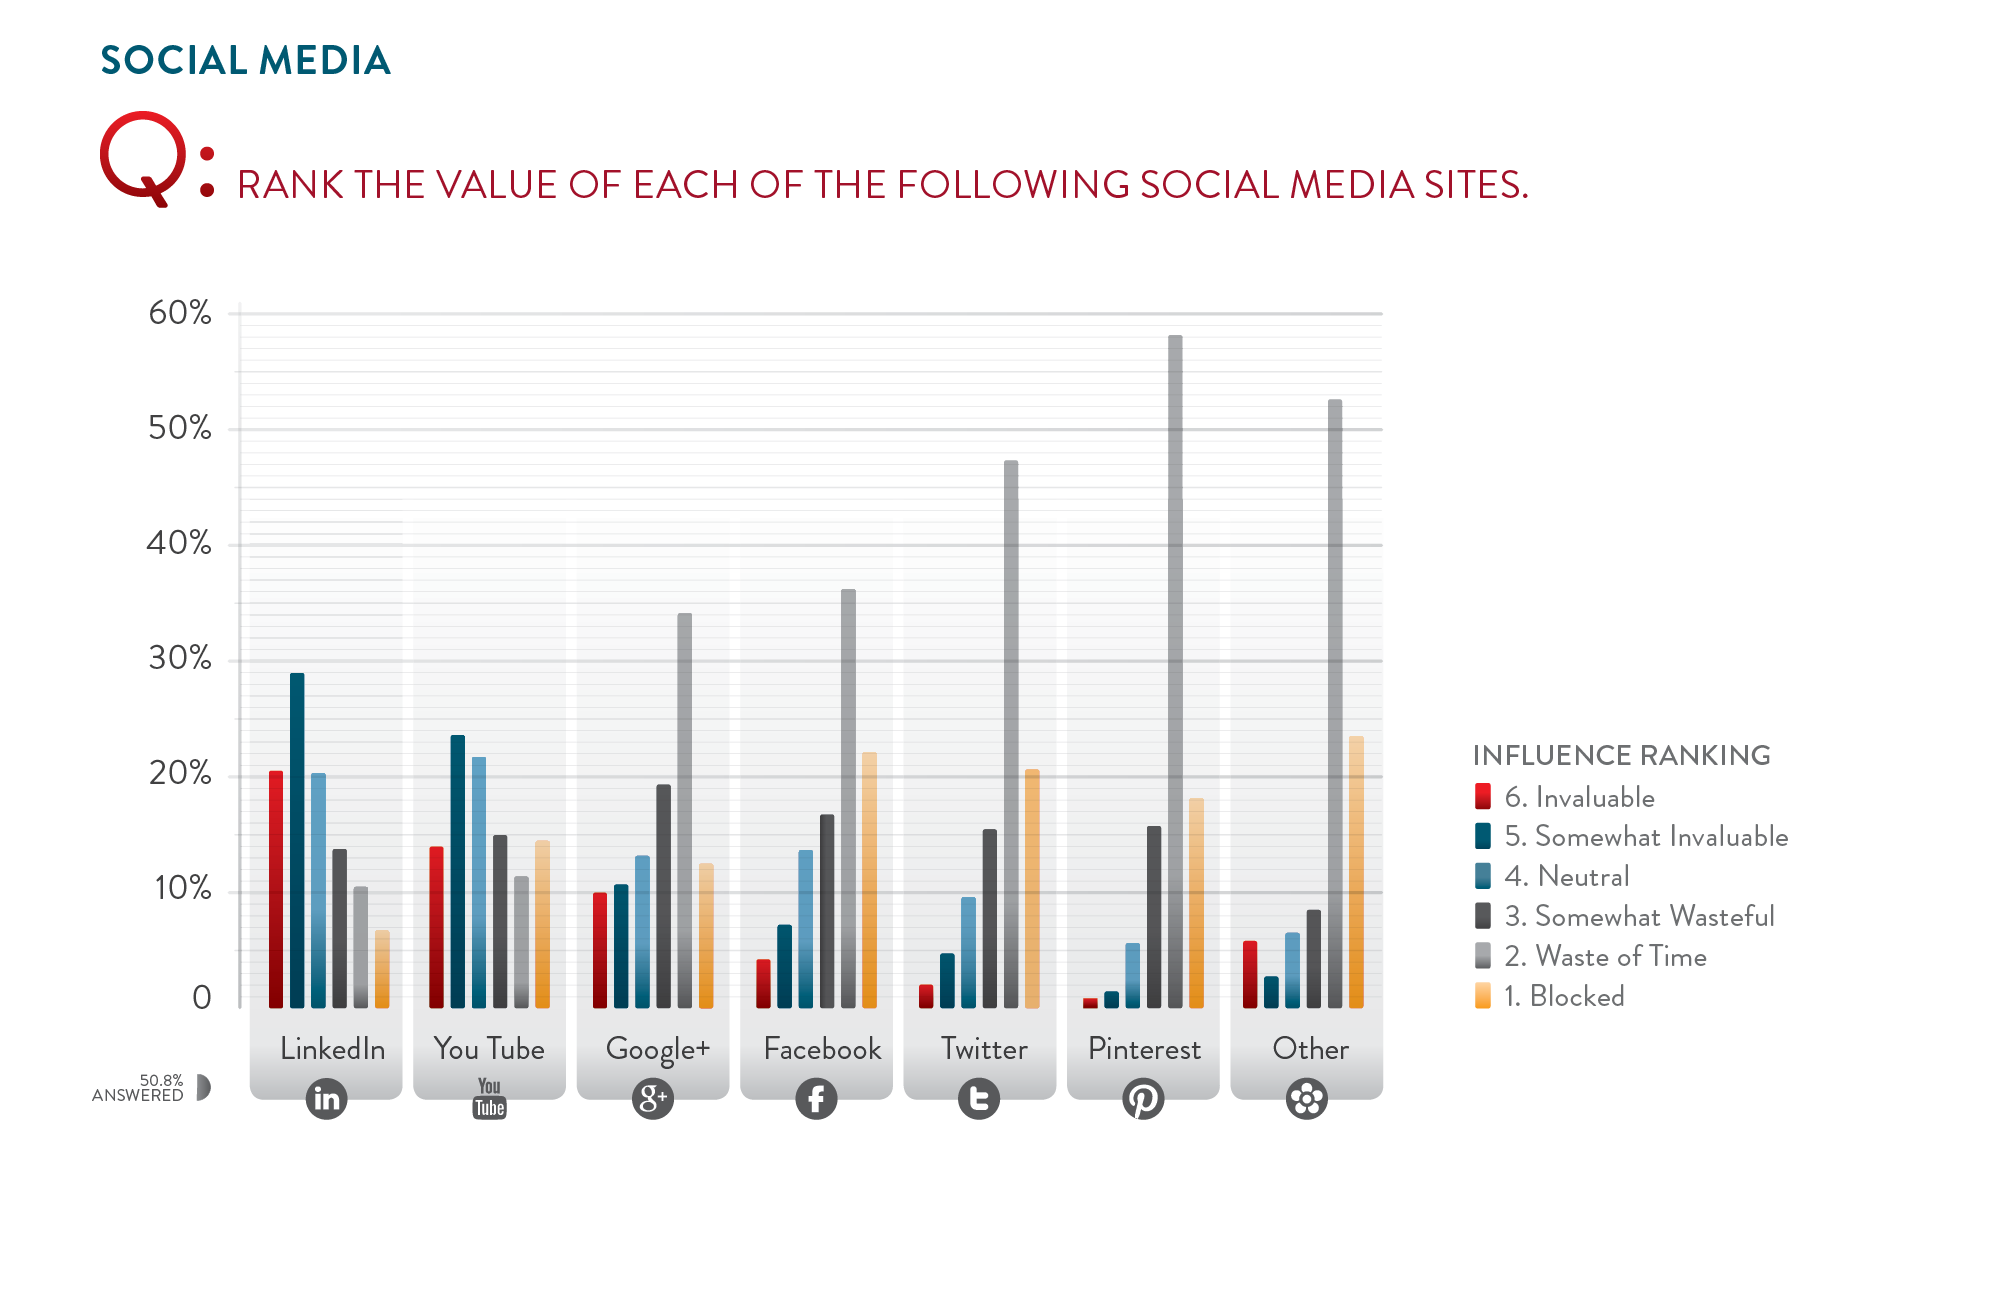 SOCIAL MEDIA
Q: RANK THE VALUE OF EACH OF THE FOLLOWING SOCIAL MEDIA SITES.
60%
50%
40%
30%
20%
10%
0
INFLUENCE RANKING
6. Invaluable
5. Somewhat Invaluable
4. Neutral
3. Somewhat Wasteful
2. Waste of Time
1. Blocked
LinkedIn You Tube Google+ Facebook Twitter Pinterest Other
50.8%
ANSWERED
in You Tube g+ f t p